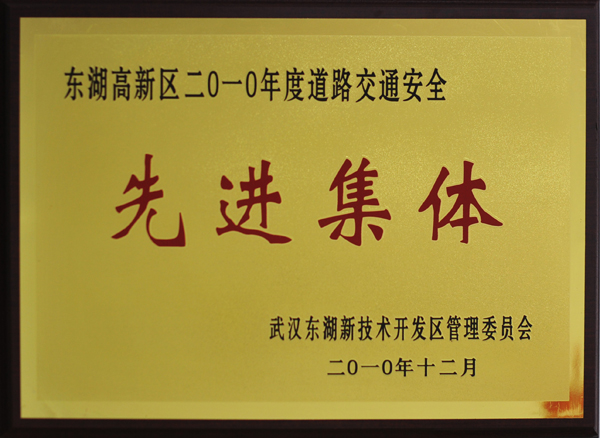 东湖高新区二0一0年度道路交通安全
先进集体
武汉东湖新技术开发区管理委员会
二0一0年十二月